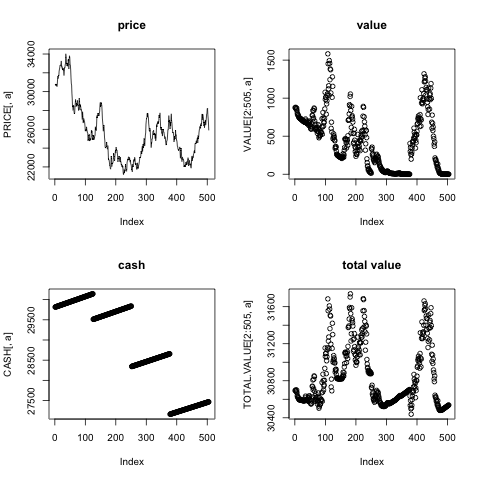 price
value
PRICE[, a]
22000 26000 30000 34000
0 100 200 300 400 500
Index
VALUE[2:505, a]
0 500 1000 1500
0 100 200 300 400 500
Index
cash
total value
CASH[, a]
27500 28500 29500
0 100 200 300 400 500
Index
TOTAL.VALUE[2:505, a]
30400 30800 31200 31600
0 100 200 300 400 500
Index